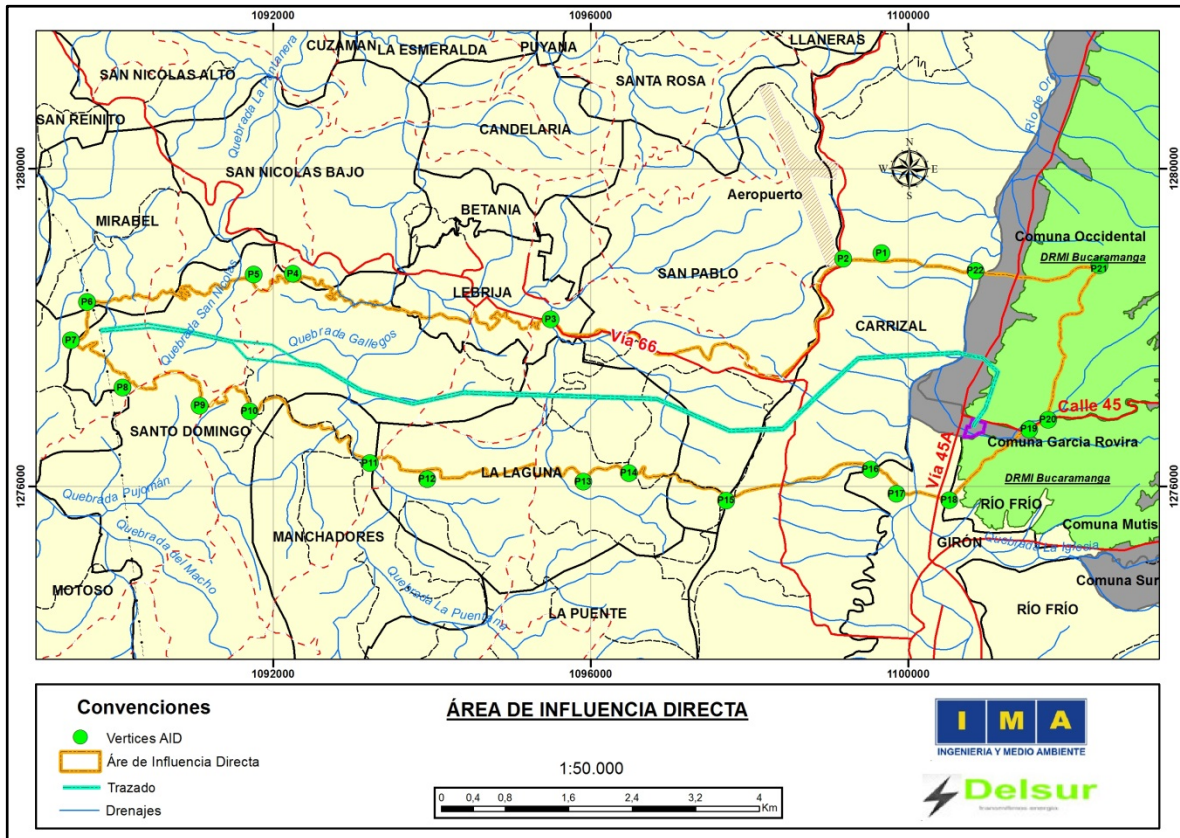 1092000
1096000
1100000
CUZAMAN
LA ESMERALDA
PUYANA
LLANERAS
SAN NICOLAS ALTO
Quebrada La Puntanera
SANTA ROSA
Río de Oro
SAN REINITO
CANDELARIA
1280000
1280000
SAN NICOLAS BAJO
N
W
E
S
Aeropuerto
MIRABEL
BETANIA
Comuna Occidental
DRMI Bucaramanga
P2
P1
P22
P21
P5
P4
SAN PABLO
Quebrada San Nicolas
P6
LEBRIJA
P3
CARRIZAL
P7
Quebrada Gallegos
Vía 66
P8
P9
P10
Calle 45
P20
P19
SANTO DOMINGO
Comuna Garcia Rovira
Vía 45A
P11
P12
LA LAGUNA
P13
P14
P16
1276000
1276000
Quebrada Pujomán
P15
P17
P18
DRMI Bucaramanga
RÍO FRÍO
MANCHADORES
Comuna Mutis
GIRÓN
Quebrada La Iglesia
Quebrada del Macho
MOTOSO
Quebrada La Puentana
Comuna Sur
LA PUENTE
RÍO FRÍO
1092000
1096000
1100000
Convenciones
Vertices AID
Áre de Influencia Directa
Trazado
Drenajes
ÁREA DE INFLUENCIA DIRECTA
1:50.000
0 0,4 0,8 1,6 2,4 3,2 4
Km
I M A
INGENIERIA Y MEDIO AMBIENTE
Delsur
transmitimos energía